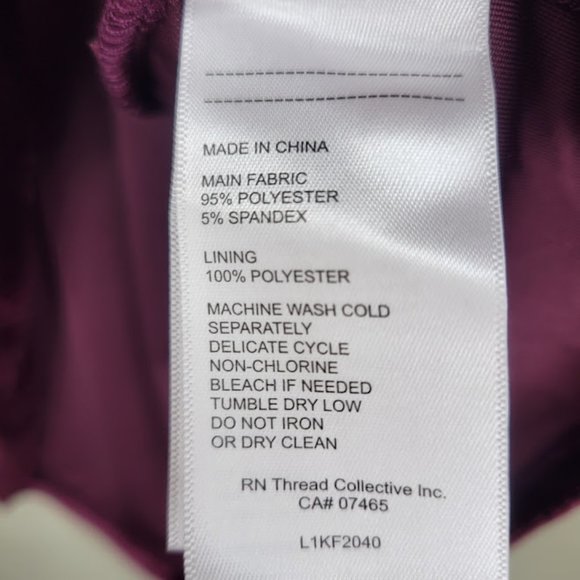 MADE IN CHINA
MAIN FABRIC
95% POLYESTER
5% SPANDEX
LINING
100% POLYESTER
MACHINE WASH COLD
SEPARATELY
DELICATE CYCLE
NON-CHLORINE
BLEACH IF NEEDED
TUMBLE DRY LOW
DO NOT IRON
OR DRY CLEAN
RN Thread Collective Inc.
CA# 07465
L1KF2040